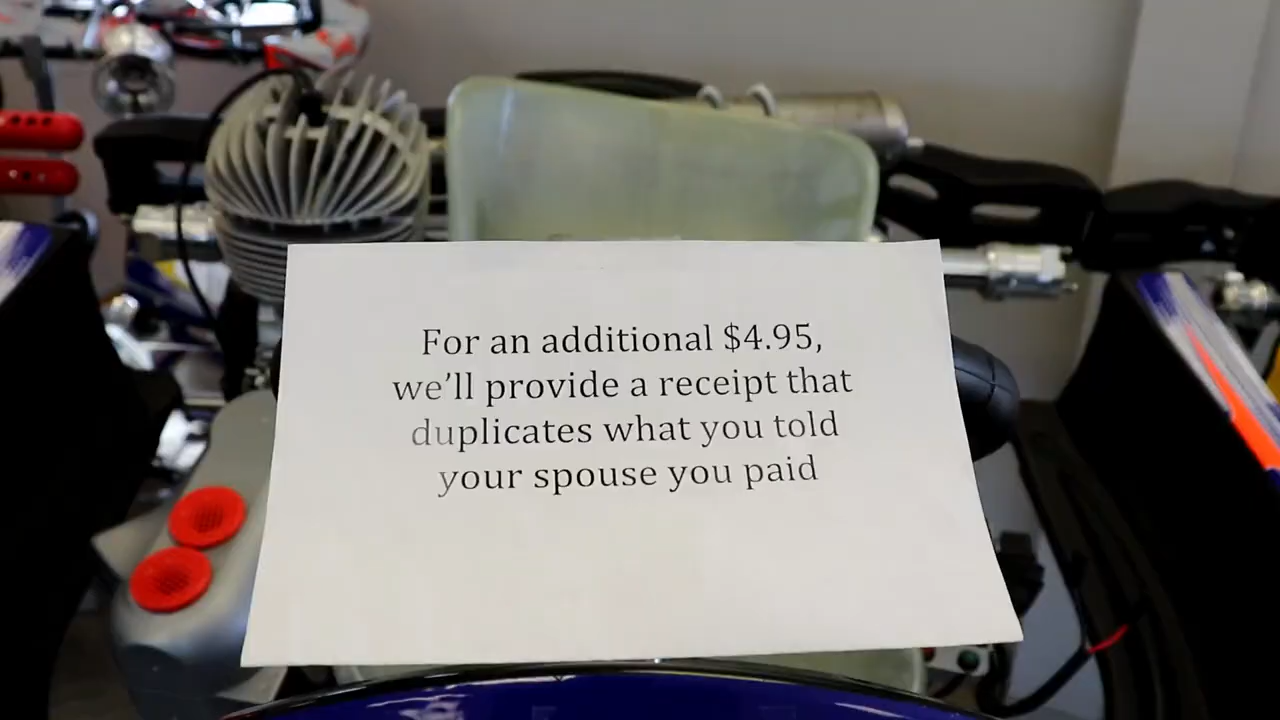 For an additional $4.95,
we'll provide a receipt that
duplicates what you told
your spouse you paid